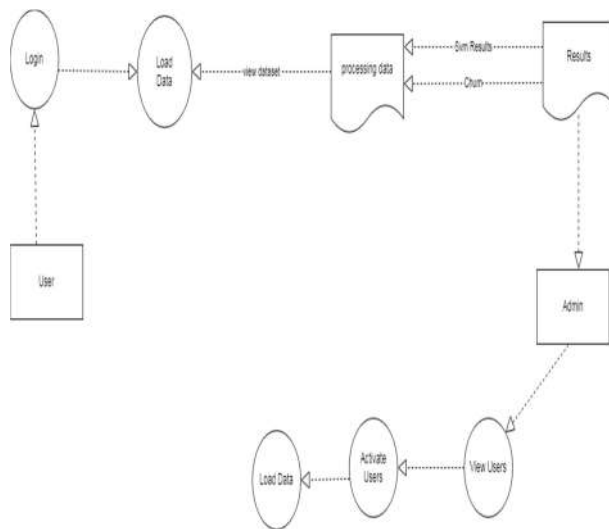 Login
Load
Data
view dataset
processing data
Svm Results
Churn
Results
User
Admin
View Users
Activate
Users
Load Data